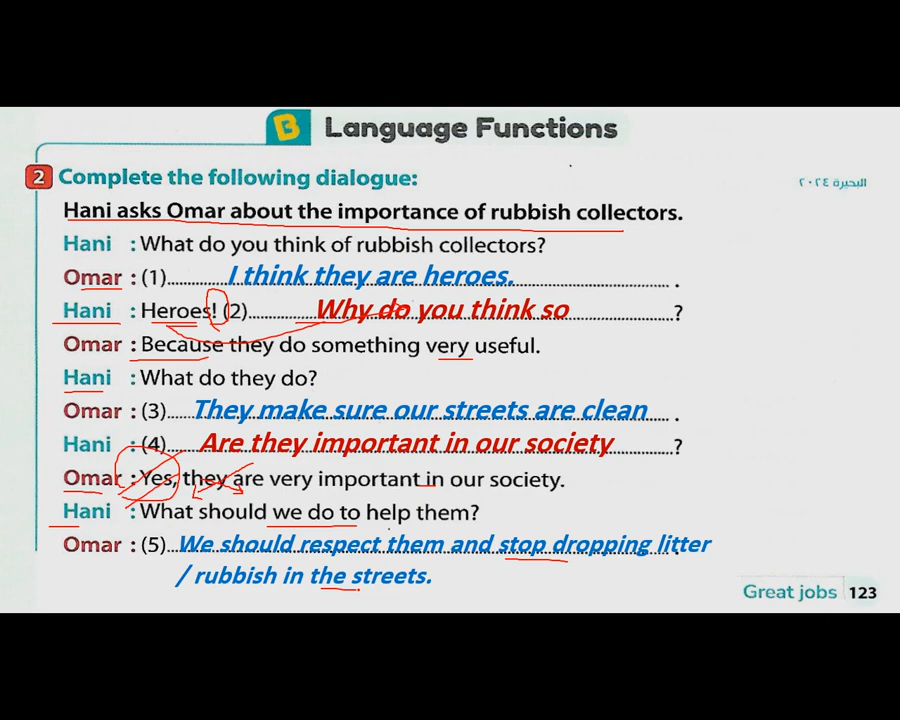 B Language Functions
2 Complete the following dialogue:
البحيرة ٢٠٢٤
Hani asks Omar about the importance of rubbish collectors.
Hani : What do you think of rubbish collectors?
Omar : (1)..........I think they are heroes...........................................
Hani : Heroes! (2)..............Why do you think so......................?
Omar : Because they do something very useful.
Hani : What do they do?
Omar : (3).....They make sure our streets are clean.....
Hani : (4).....Are they important in our society.............?
Omar : Yes, they are very important in our society.
Hani : What should we do to help them?
Omar : (5)...We should respect them and stop dropping litter
/ rubbish in the streets.
Great jobs 123